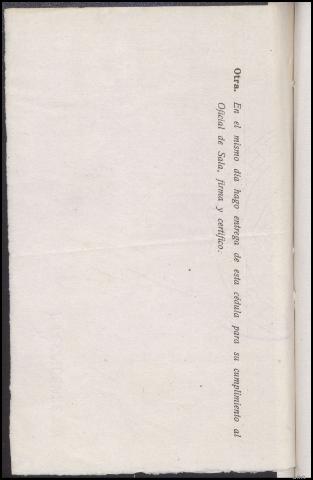 Otra. En el mismo día hago entrega de esta cédula para su cumplimiento al
Oficial de Sala, firma y certifico.